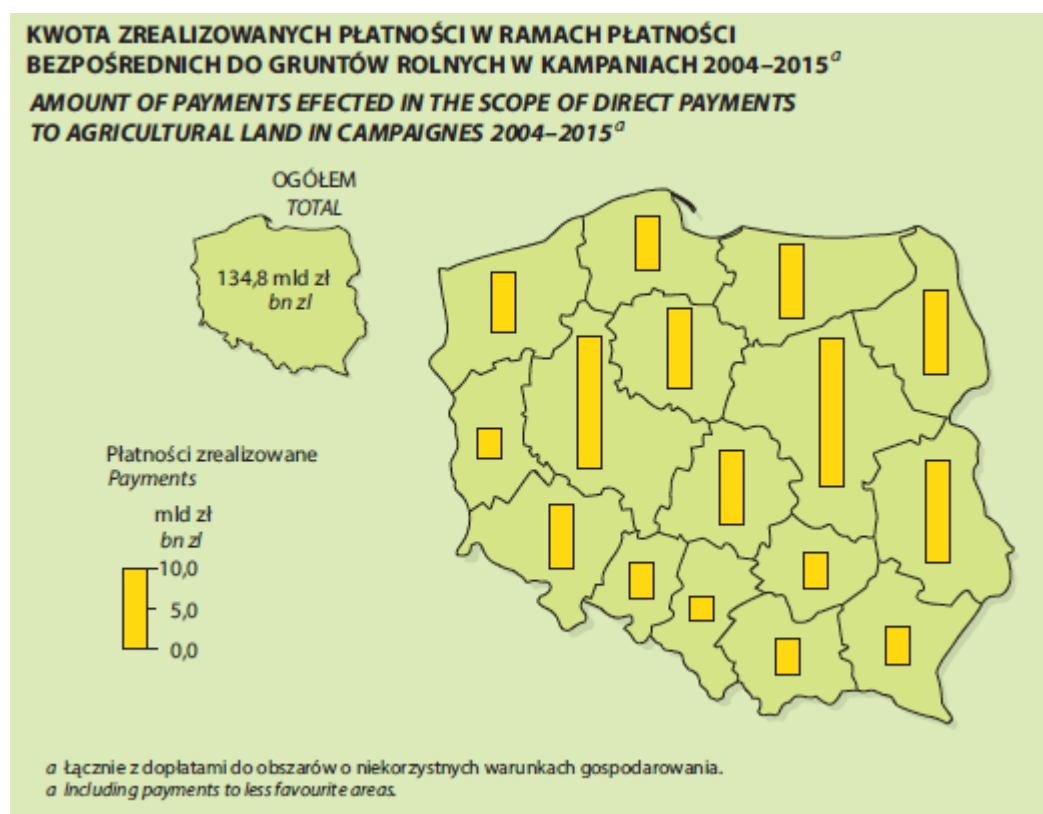 KWOTA ZREALIZOWANYCH PŁATNOŚCI W RAMACH PŁATNOŚCI
BEZPOŚREDNICH DO GRUNTÓW ROLNYCH W KAMPANIACH 2004–2015a
AMOUNT OF PAYMENTS EFECTED IN THE SCOPE OF DIRECT PAYMENTS
TO AGRICULTURAL LAND IN CAMPAIGNES 2004–2015a
OGÓŁEM
TOTAL
134,8 mld zł
bn zl
Płatności zrealizowane
Payments
mld zł
bn zl
10,0
5,0
0,0
a Łącznie z dopłatami do obszarów o niekorzystnych warunkach gospodarowania.
a Including payments to less favourite areas.